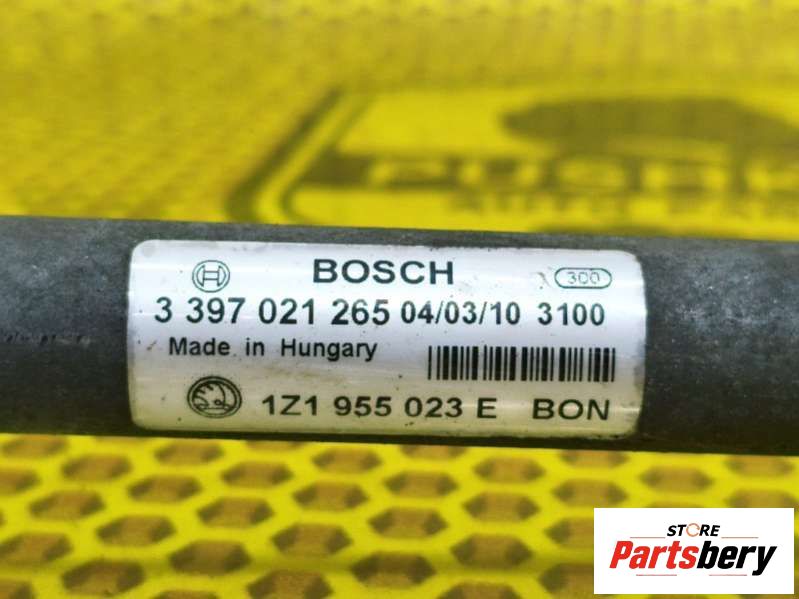 BOSCH
300
3 397 021 265 04/03/10 3100
Made in Hungary
1Z1 955 023 E BON
STORE
Partsbery